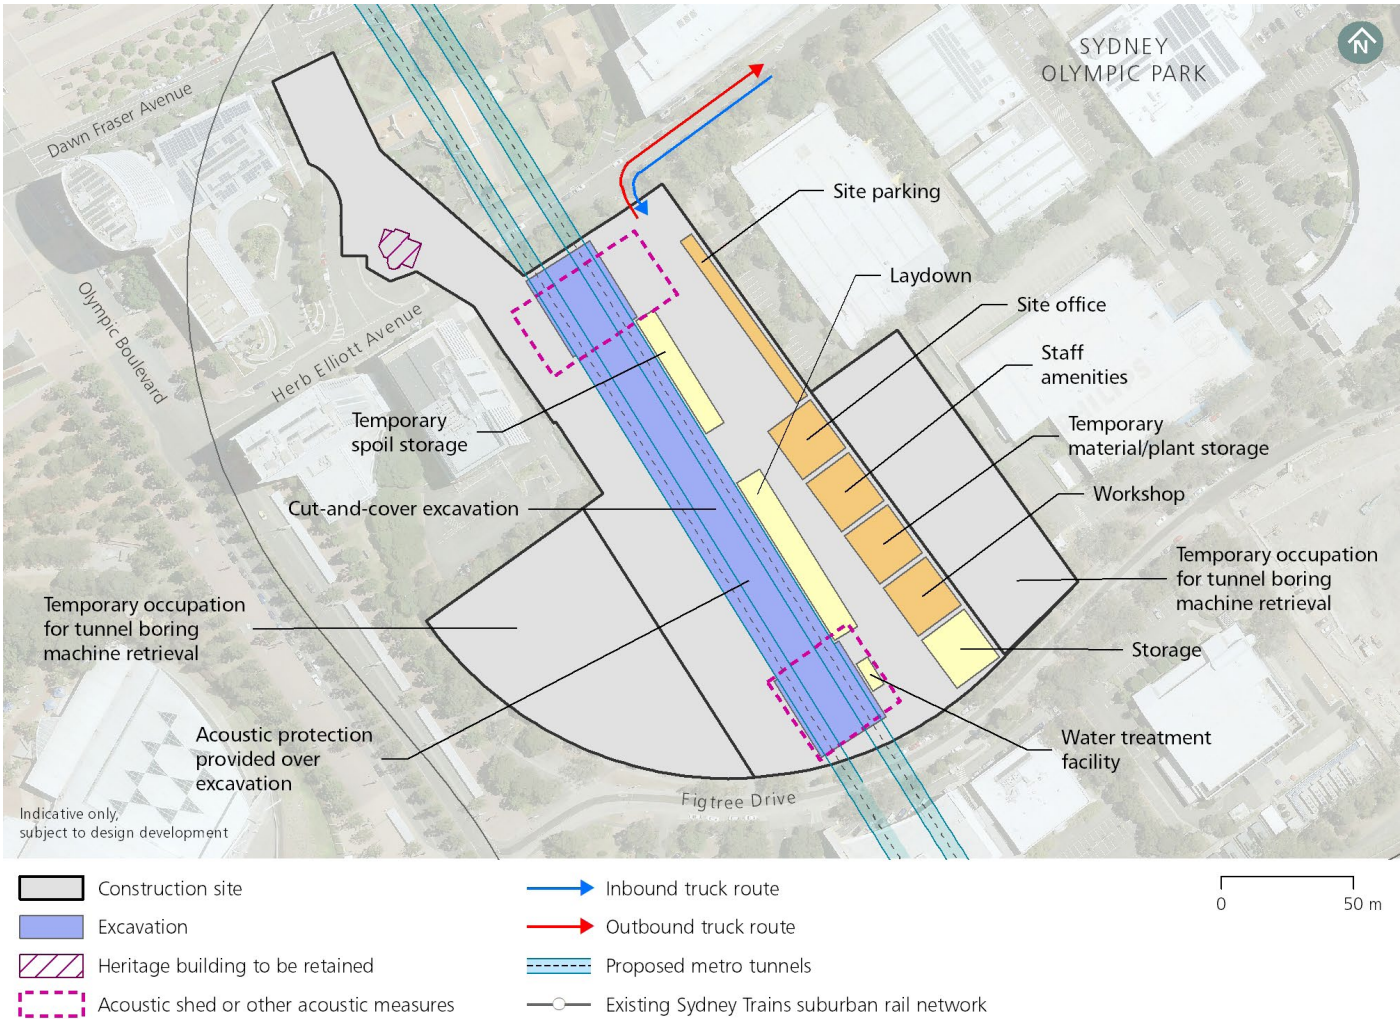 SYDNEY
OLYMPIC PARK
N
Dawn Fraser Avenue
Site parking
Laydown
Olympic Boulevard
Site office
Herb Elliott Avenue
Staff
amenities
Temporary
spoil storage
Temporary
material/plant storage
Cut-and-cover excavation
Workshop
Temporary occupation
for tunnel boring
machine retrieval
Temporary occupation
for tunnel boring
machine retrieval
Storage
Acoustic protection
provided over
excavation
Water treatment
facility
Figtree Drive
Indicative only,
subject to design development
Construction site
Excavation
Heritage building to be retained
Acoustic shed or other acoustic measures
Inbound truck route
Outbound truck route
Proposed metro tunnels
Existing Sydney Trains suburban rail network
0 50 m